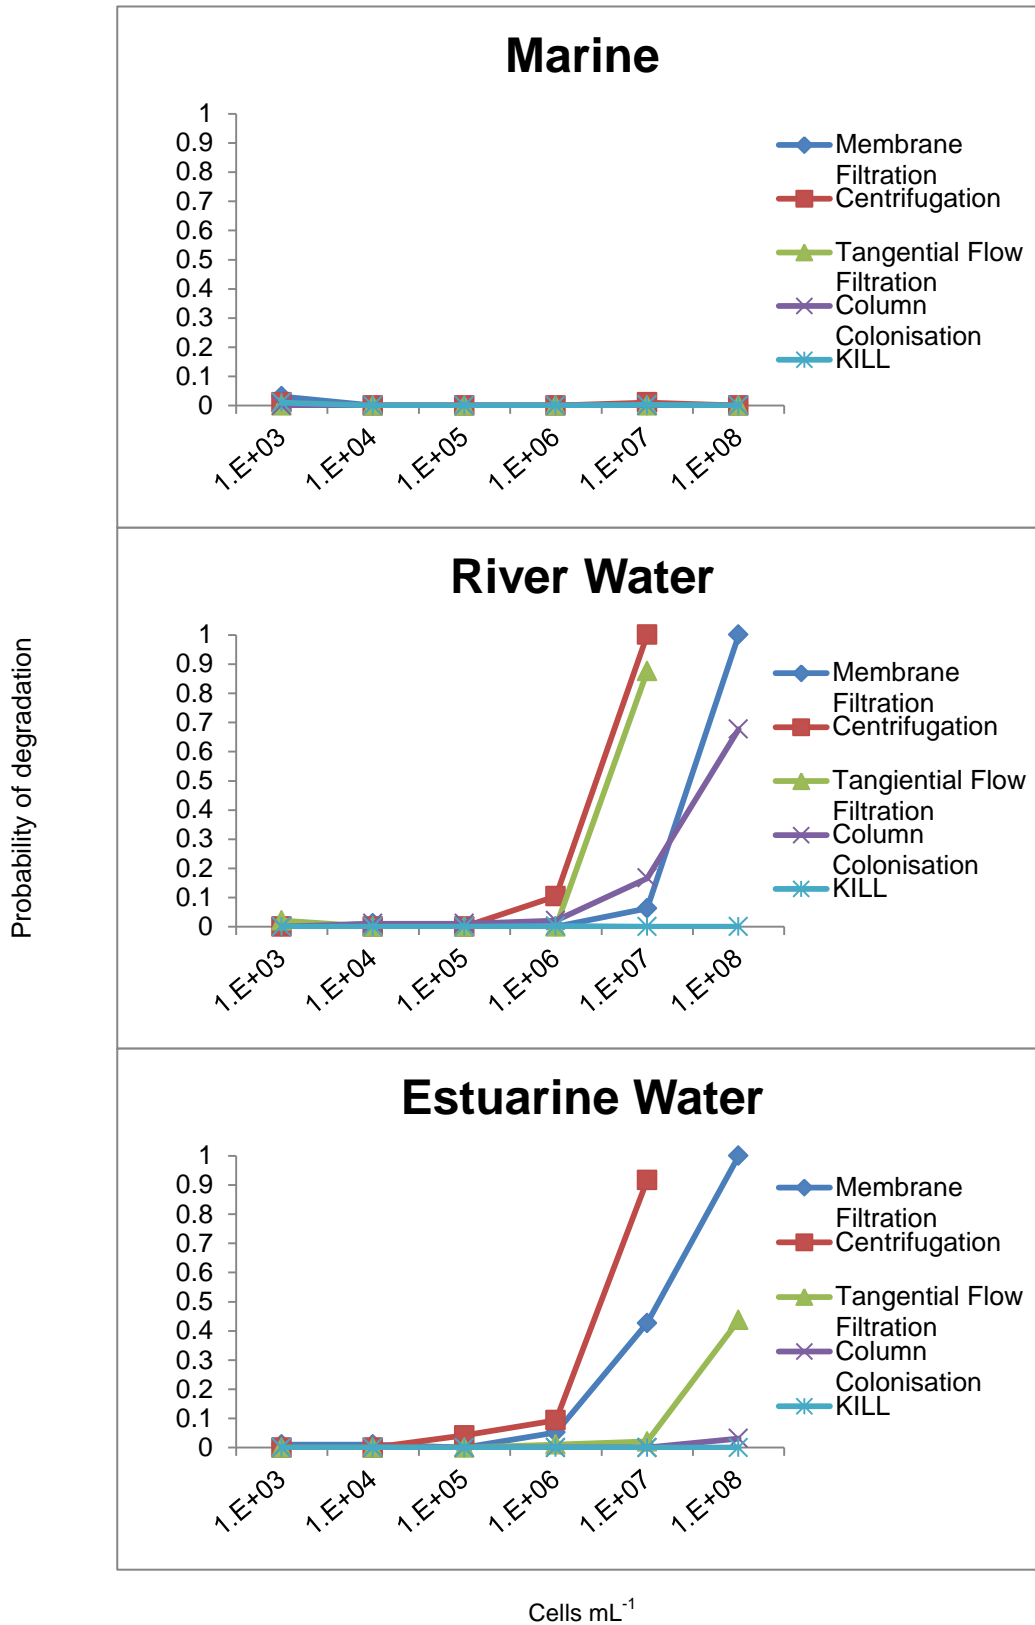 Marine
1
0.9
0.8
0.7
0.6
0.5
0.4
0.3
0.2
0.1
0
1.E+03
1.E+04
1.E+05
1.E+06
1.E+07
1.E+08
Membrane
Filtration
Centrifugation
Tangential Flow
Filtration
Column
Colonisation
KILL
Probability of degradation
River Water
1
0.9
0.8
0.7
0.6
0.5
0.4
0.3
0.2
0.1
0
1.E+03
1.E+04
1.E+05
1.E+06
1.E+07
1.E+08
Membrane
Filtration
Centrifugation
Tangiential Flow
Filtration
Column
Colonisation
KILL
Estuarine Water
1
0.9
0.8
0.7
0.6
0.5
0.4
0.3
0.2
0.1
0
1.E+03
1.E+04
1.E+05
1.E+06
1.E+07
1.E+08
Membrane
Filtration
Centrifugation
Tangential Flow
Filtration
Column
Colonisation
KILL
Cells mL⁻¹